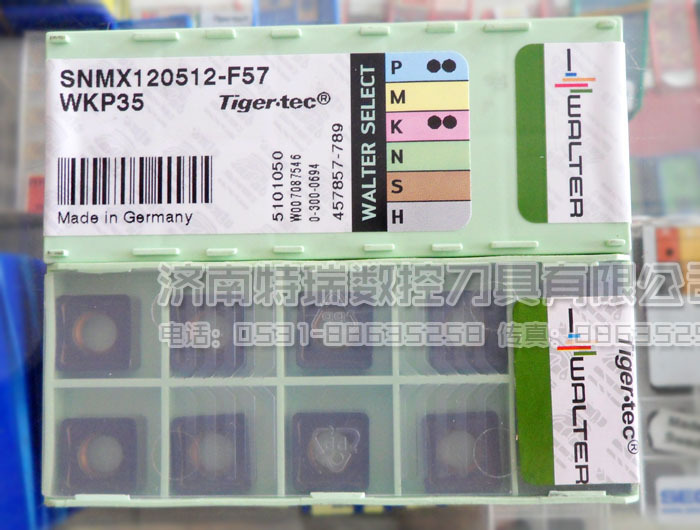 SNMX120512-F57
WKP35
Tiger·tec®
Made in Germany
5101050
W007087546
0-300-0694
457857-789
WALTER SELECT
P
M
K
N
S
H
WALTER
济南特瑞数控刀具有限公司
电话：0531-88635258 传真：
WALTER
Tiger·tec®